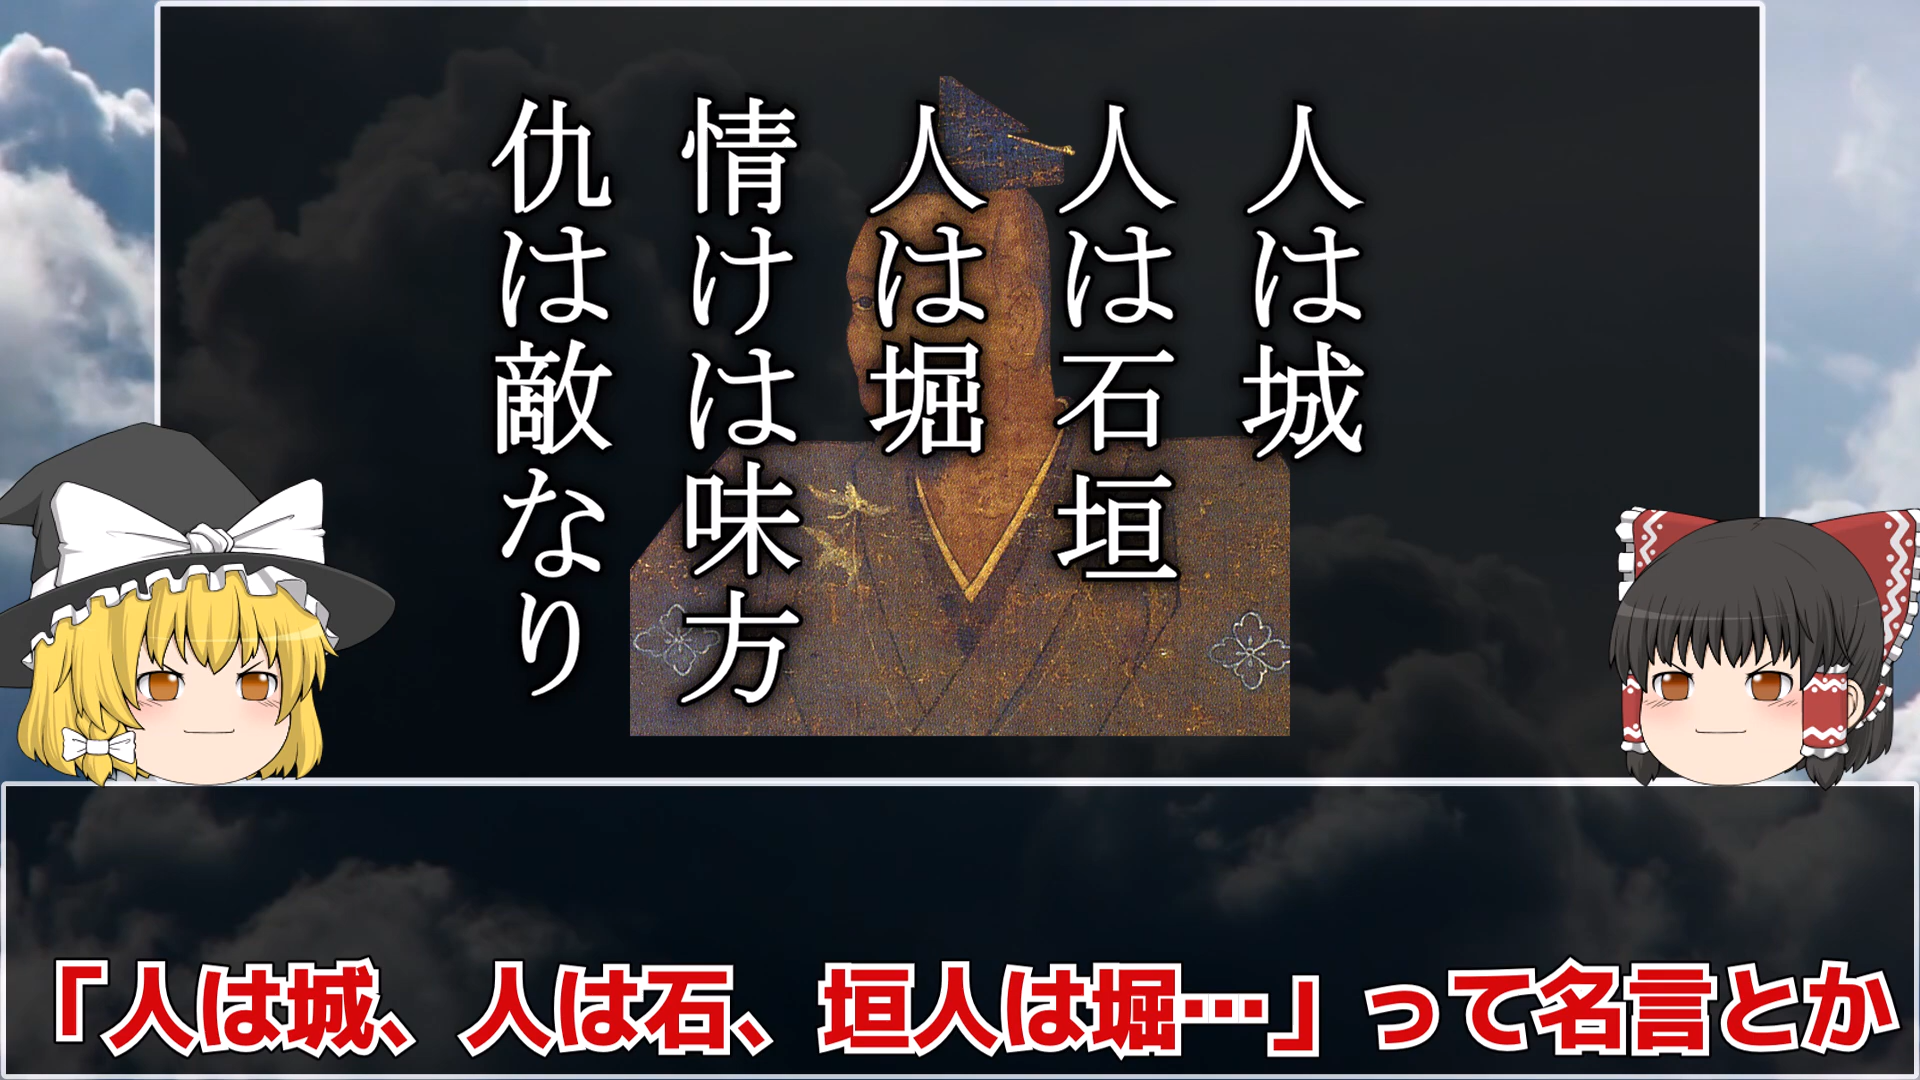 人は城
人は石垣
人は堀
情けは味方
仇は敵なり
「人は城、人は石、垣人は堀…」って名言とか